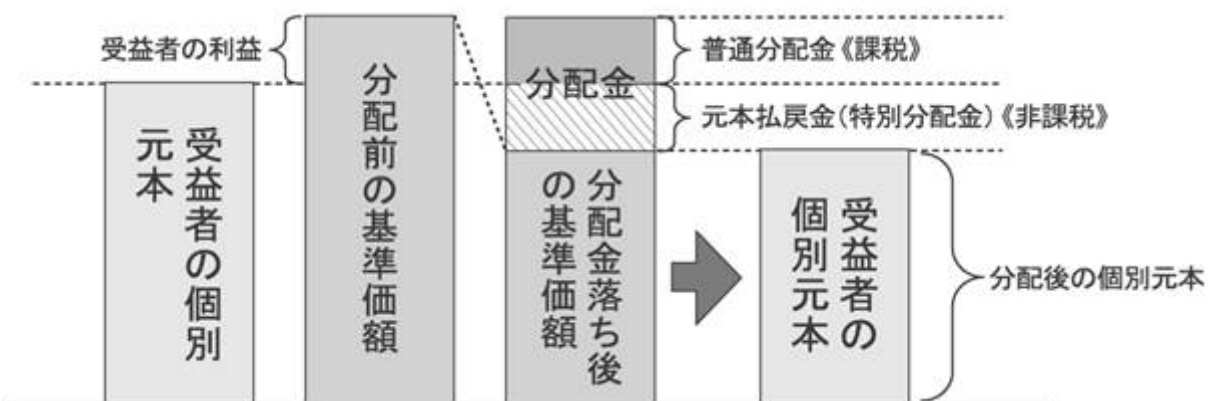 受益者の利益
受益者の個別
元本
分配前の基準価額
分配金
分配金落ち後
の基準価額
普通分配金《課税》
元本払戻金(特別分配金)《非課税》
受益者の
個別元本
分配後の個別元本